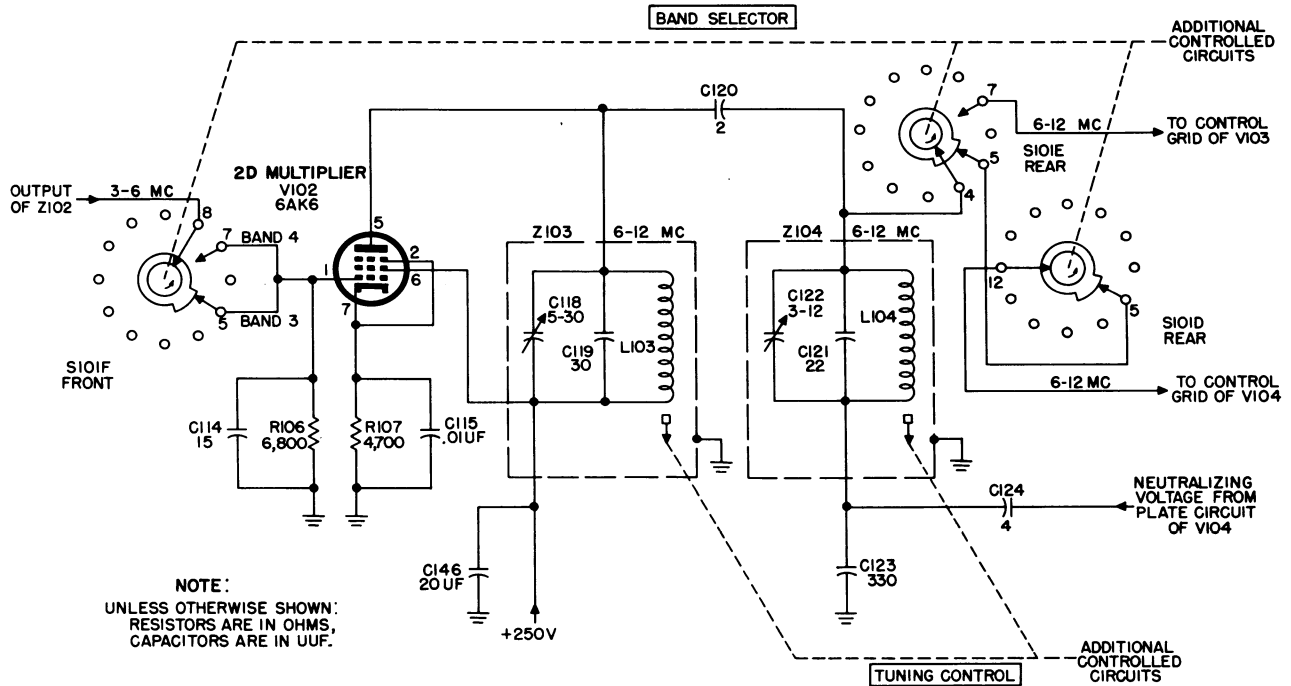 BAND SELECTOR
ADDITIONAL
CONTROLLED
CIRCUITS
C120
2
7
6-12 MC
TO CONTROL
GRID OF V103
S101E
REAR
5
4
2D MULTIPLIER
V102
6AK6
OUTPUT
OF Z102
3-6 MC
8
7
BAND 4
5
BAND 3
S101F
FRONT
5
1
2
6
7
Z103
6-12 MC
C118
5-30
C119
30
L103
Z104
6-12 MC
C122
3-12
C121
22
L104
12
5
S101D
REAR
6-12 MC
TO CONTROL
GRID OF V104
C114
15
R106
6,800
R107
4,700
C115
.01UF
C124
4
NEUTRALIZING
VOLTAGE FROM
PLATE CIRCUIT
OF V104
C146
20 UF
C123
330
+250V
NOTE:
UNLESS OTHERWISE SHOWN:
RESISTORS ARE IN OHMS,
CAPACITORS ARE IN UUF.
TUNING CONTROL
ADDITIONAL
CONTROLLED
CIRCUITS